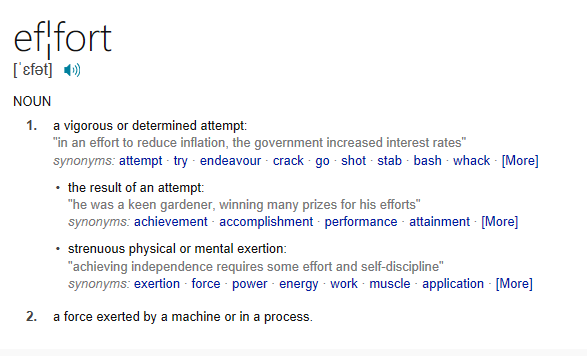 ef¦fort
[ˈɛfət]
NOUN
1. a vigorous or determined attempt:
"in an effort to reduce inflation, the government increased interest rates"
synonyms: attempt · try · endeavour · crack · go · shot · stab · bash · whack · [More]
• the result of an attempt:
"he was a keen gardener, winning many prizes for his efforts"
synonyms: achievement · accomplishment · performance · attainment · [More]
• strenuous physical or mental exertion:
"achieving independence requires some effort and self-discipline"
synonyms: exertion · force · power · energy · work · muscle · application · [More]
2. a force exerted by a machine or in a process.